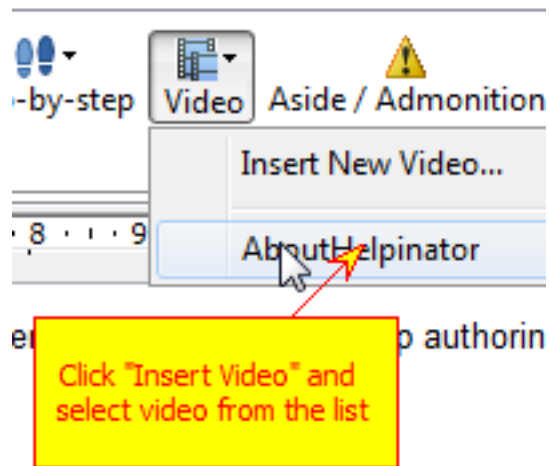 -by-step Video Aside / Admonition
Insert New Video...
8 9
AboutHelpinator
authorin
Click "Insert Video" and
select video from the list